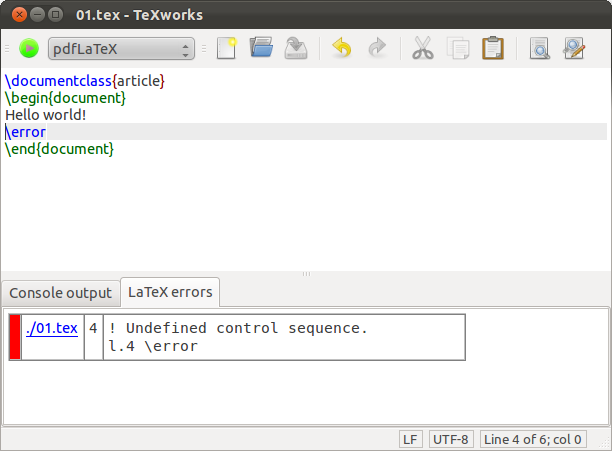 01.tex - TeXworks
pdfLaTeX
\documentclass{article}
\begin{document}
Hello world!
\error
\end{document}
Console output
LaTeX errors
./01.tex 4 ! Undefined control sequence.
l.4 \error
LF UTF-8 Line 4 of 6; col 0